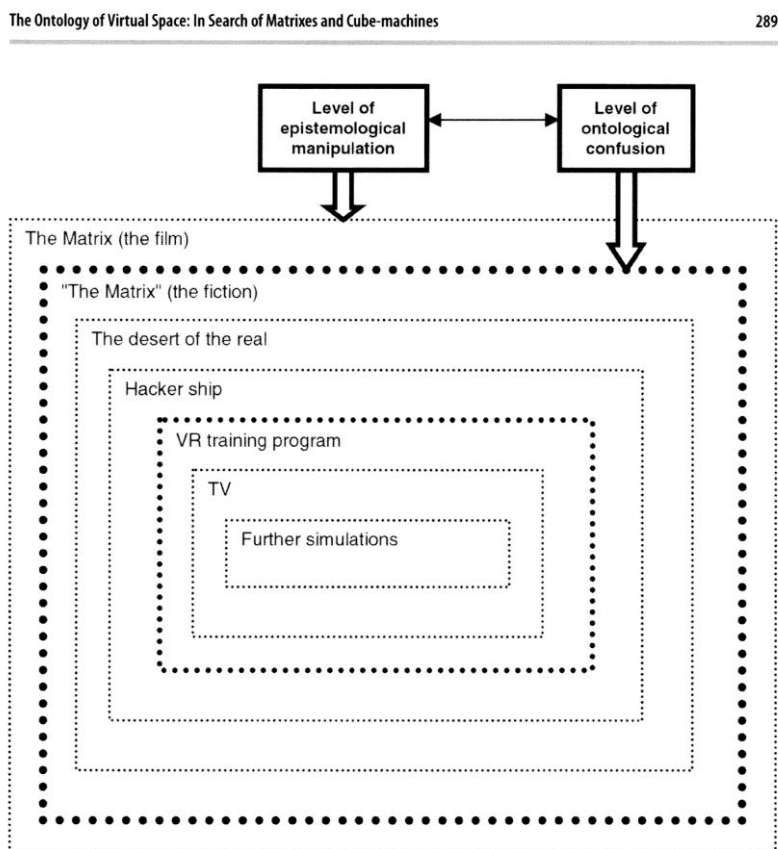 The Ontology of Virtual Space: In Search of Matrixes and Cube-machines 289
Level of
epistemological
manipulation
Level of
ontological
confusion
The Matrix (the film)
"The Matrix" (the fiction)
The desert of the real
Hacker ship
VR training program
TV
Further simulations